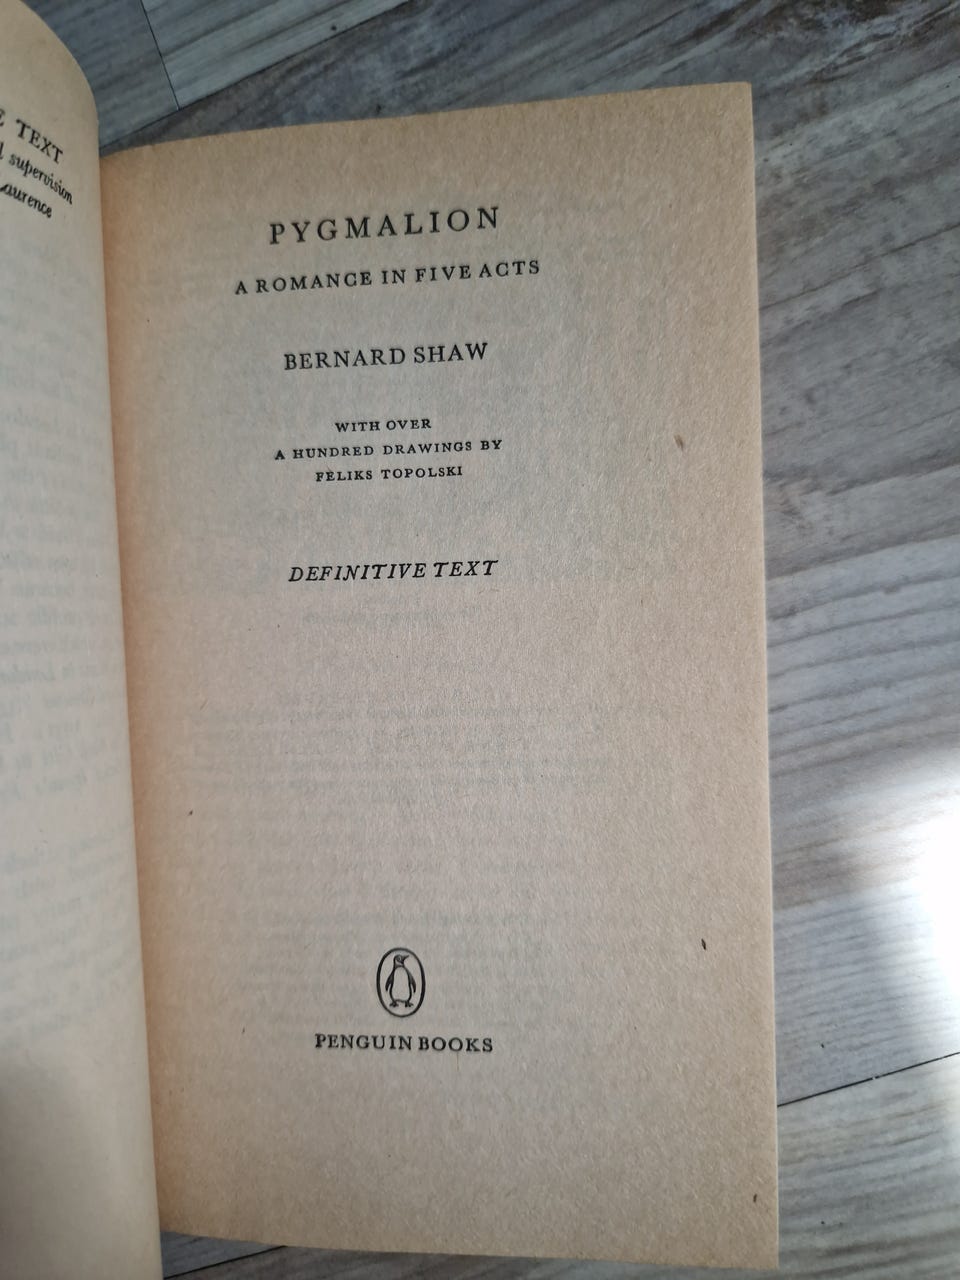 E TEXT
supervision
Laurence
PYGMALION
A ROMANCE IN FIVE ACTS
BERNARD SHAW
WITH OVER
A HUNDRED DRAWINGS BY
FELIKS TOPOLSKI
DEFINITIVE TEXT
PENGUIN BOOKS